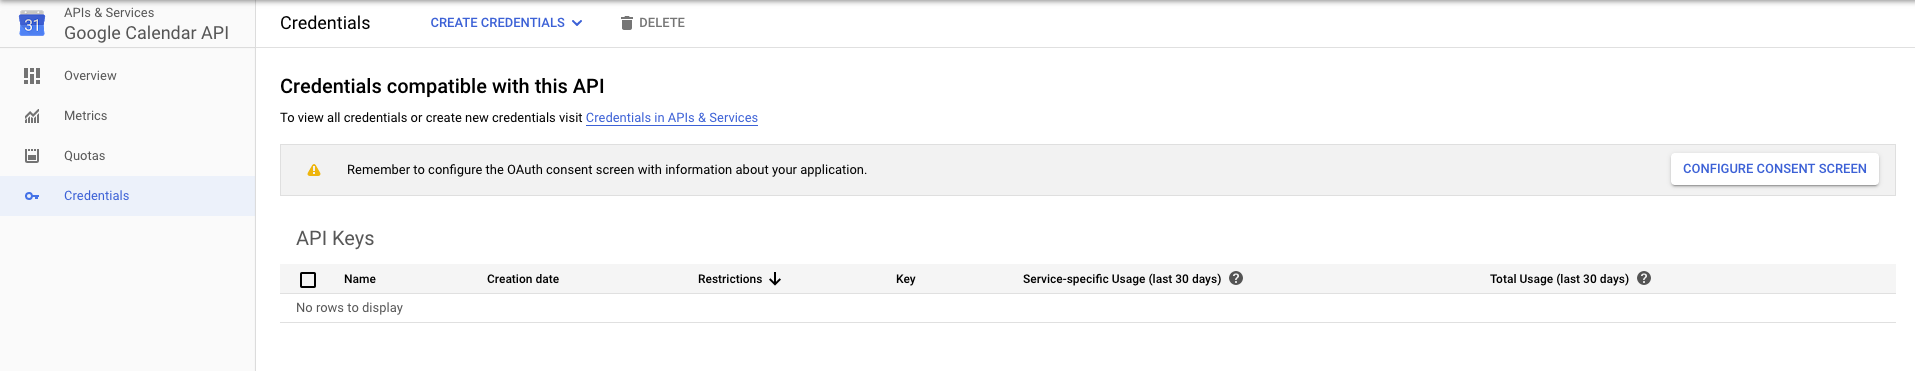 31
APIs & Services
Google Calendar API
Overview
Metrics
Quotas
Credentials
Credentials CREATE CREDENTIALS DELETE
Credentials compatible with this API
To view all credentials or create new credentials visit Credentials in APIs & Services
Remember to configure the OAuth consent screen with information about your application. CONFIGURE CONSENT SCREEN
API Keys
Name Creation date Restrictions Key Service-specific Usage (last 30 days) ? Total Usage (last 30 days) ?
No rows to display